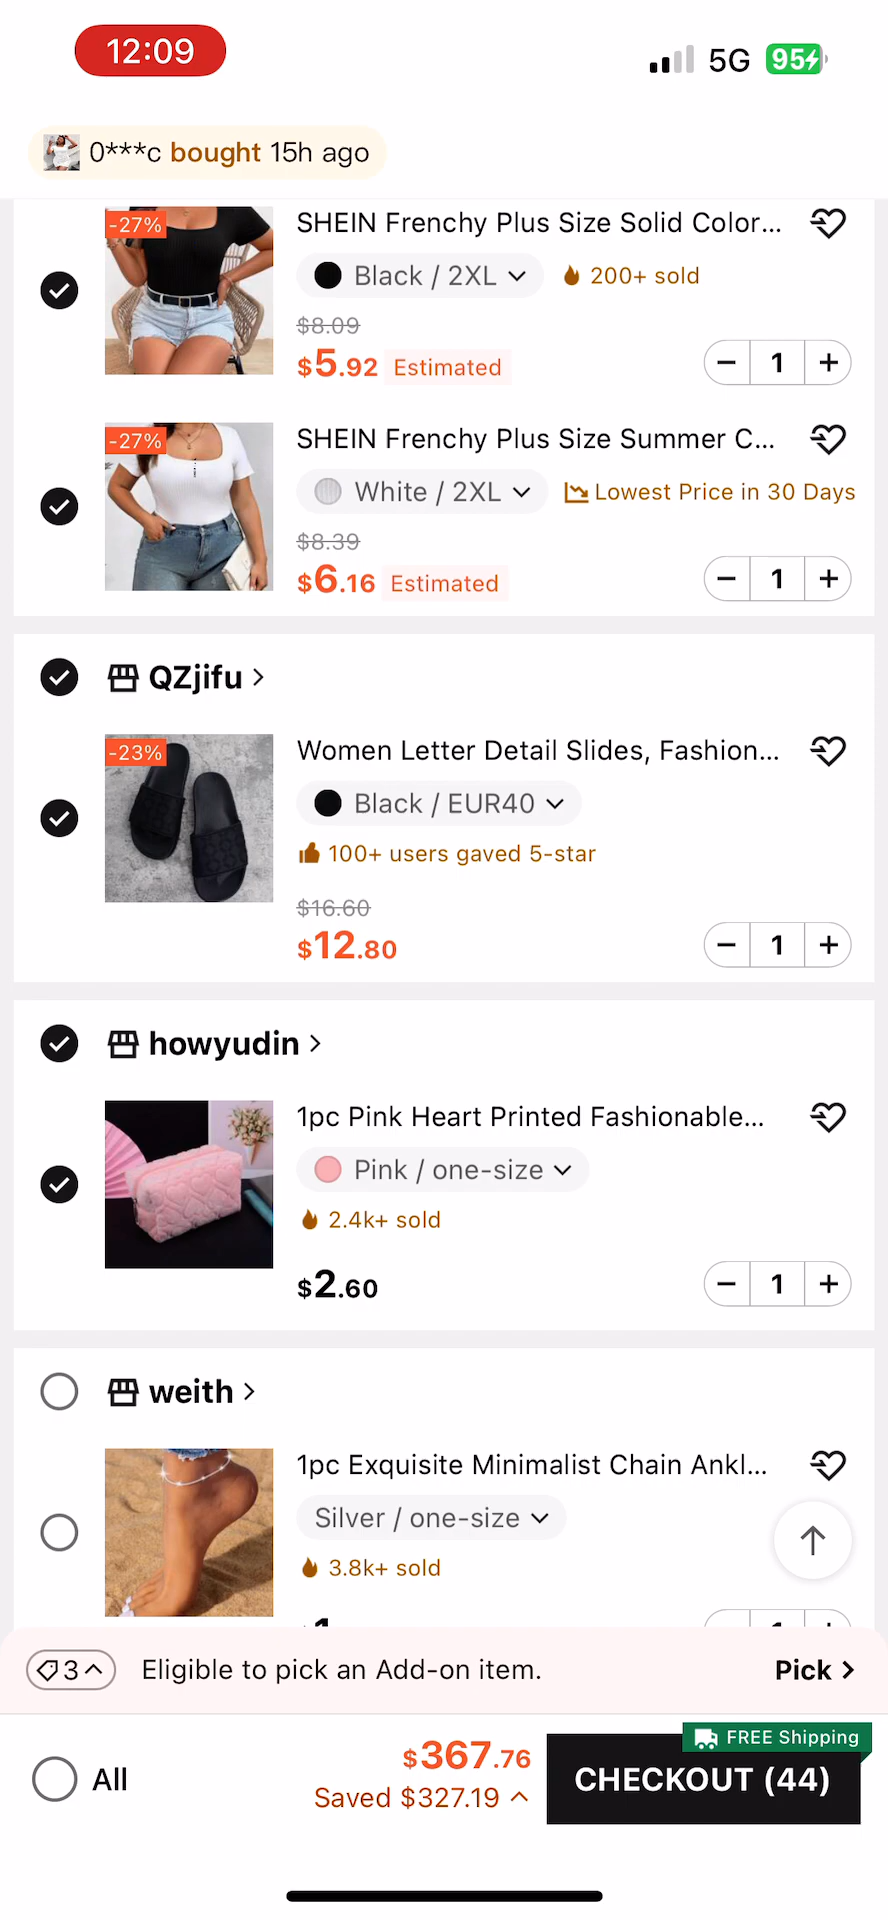 12:09
5G 95
0***c bought 15h ago
-27%
SHEIN Frenchy Plus Size Solid Color...
Black / 2XL
200+ sold
$8.09
$5.92 Estimated
1
-27%
SHEIN Frenchy Plus Size Summer C...
White / 2XL
Lowest Price in 30 Days
$8.39
$6.16 Estimated
1
QZjifu
-23%
Women Letter Detail Slides, Fashion...
Black / EUR40
100+ users gaved 5-star
$16.60
$12.80
1
howyudin
1pc Pink Heart Printed Fashionable...
Pink / one-size
2.4k+ sold
$2.60
1
weith
1pc Exquisite Minimalist Chain Ankl...
Silver / one-size
3.8k+ sold
3
Eligible to pick an Add-on item.
Pick
FREE Shipping
All
$367.76
Saved $327.19
CHECKOUT (44)